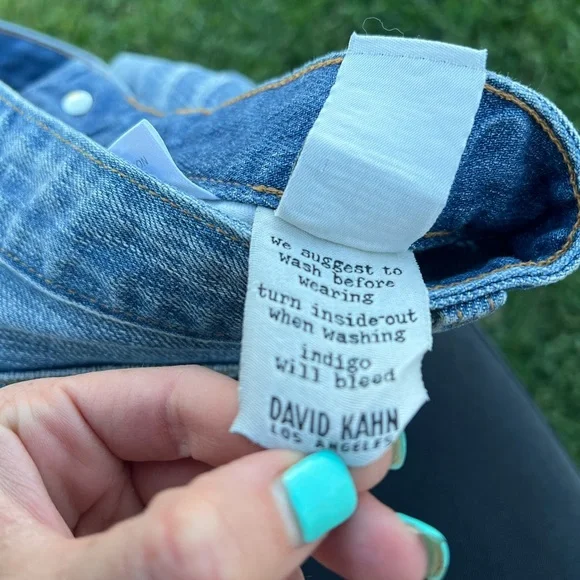 we suggest to
wash before
wearing
turn inside-out
when washing
indigo
will bleed
DAVID KAHN
LOS ANGELES